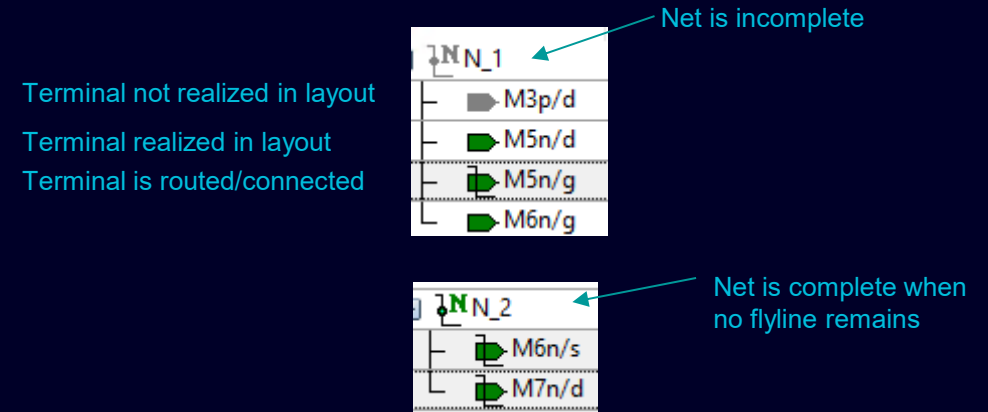 Net is incomplete
N N_1
Terminal not realized in layout
M3p/d
Terminal realized in layout
M5n/d
Terminal is routed/connected
M5n/g
M6n/g
N N_2
Net is complete when
no flyline remains
M6n/s
M7n/d